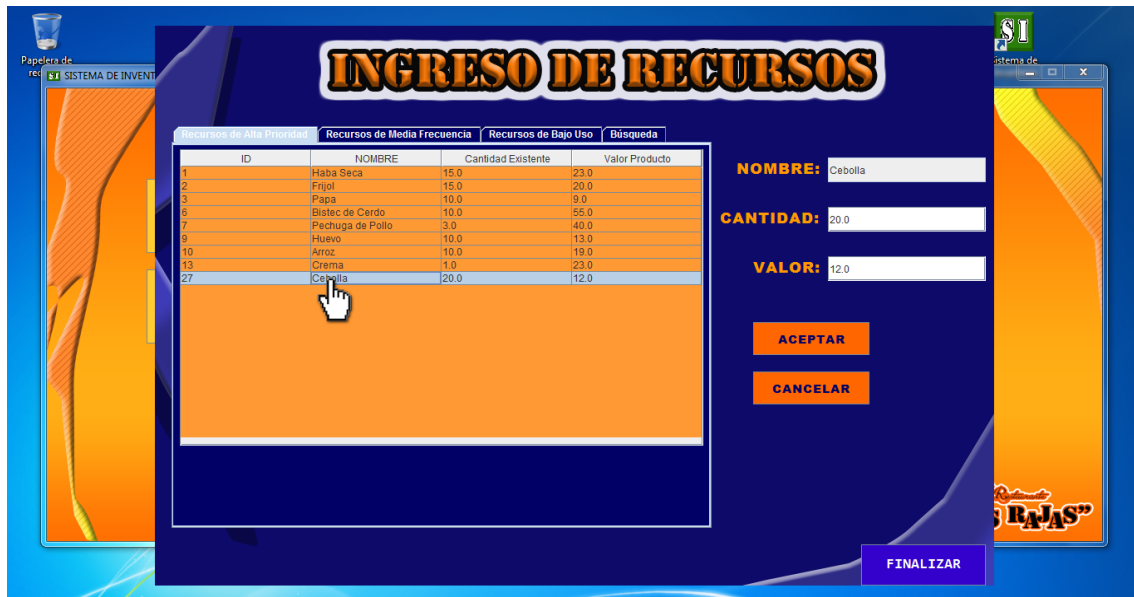 SI
Papelera de
rec
SISTEMA DE INVENT
Sistema de
INGRESO DE RECURSOS
Recursos de Alta Prioridad Recursos de Media Frecuencia Recursos de Bajo Uso Búsqueda
ID NOMBRE Cantidad Existente Valor Producto
1 Haba Seca 15.0 23.0
2 Frijol 15.0 20.0
3 Papa 10.0 9.0
6 Bistec de Cerdo 10.0 55.0
7 Pechuga de Pollo 3.0 40.0
9 Huevo 10.0 13.0
10 Arroz 10.0 19.0
13 Crema 1.0 23.0
27 Cebolla 20.0 12.0
NOMBRE: Cebolla
CANTIDAD: 20.0
VALOR: 12.0
ACEPTAR
CANCELAR
Restaurante
S RAJAS”
FINALIZAR